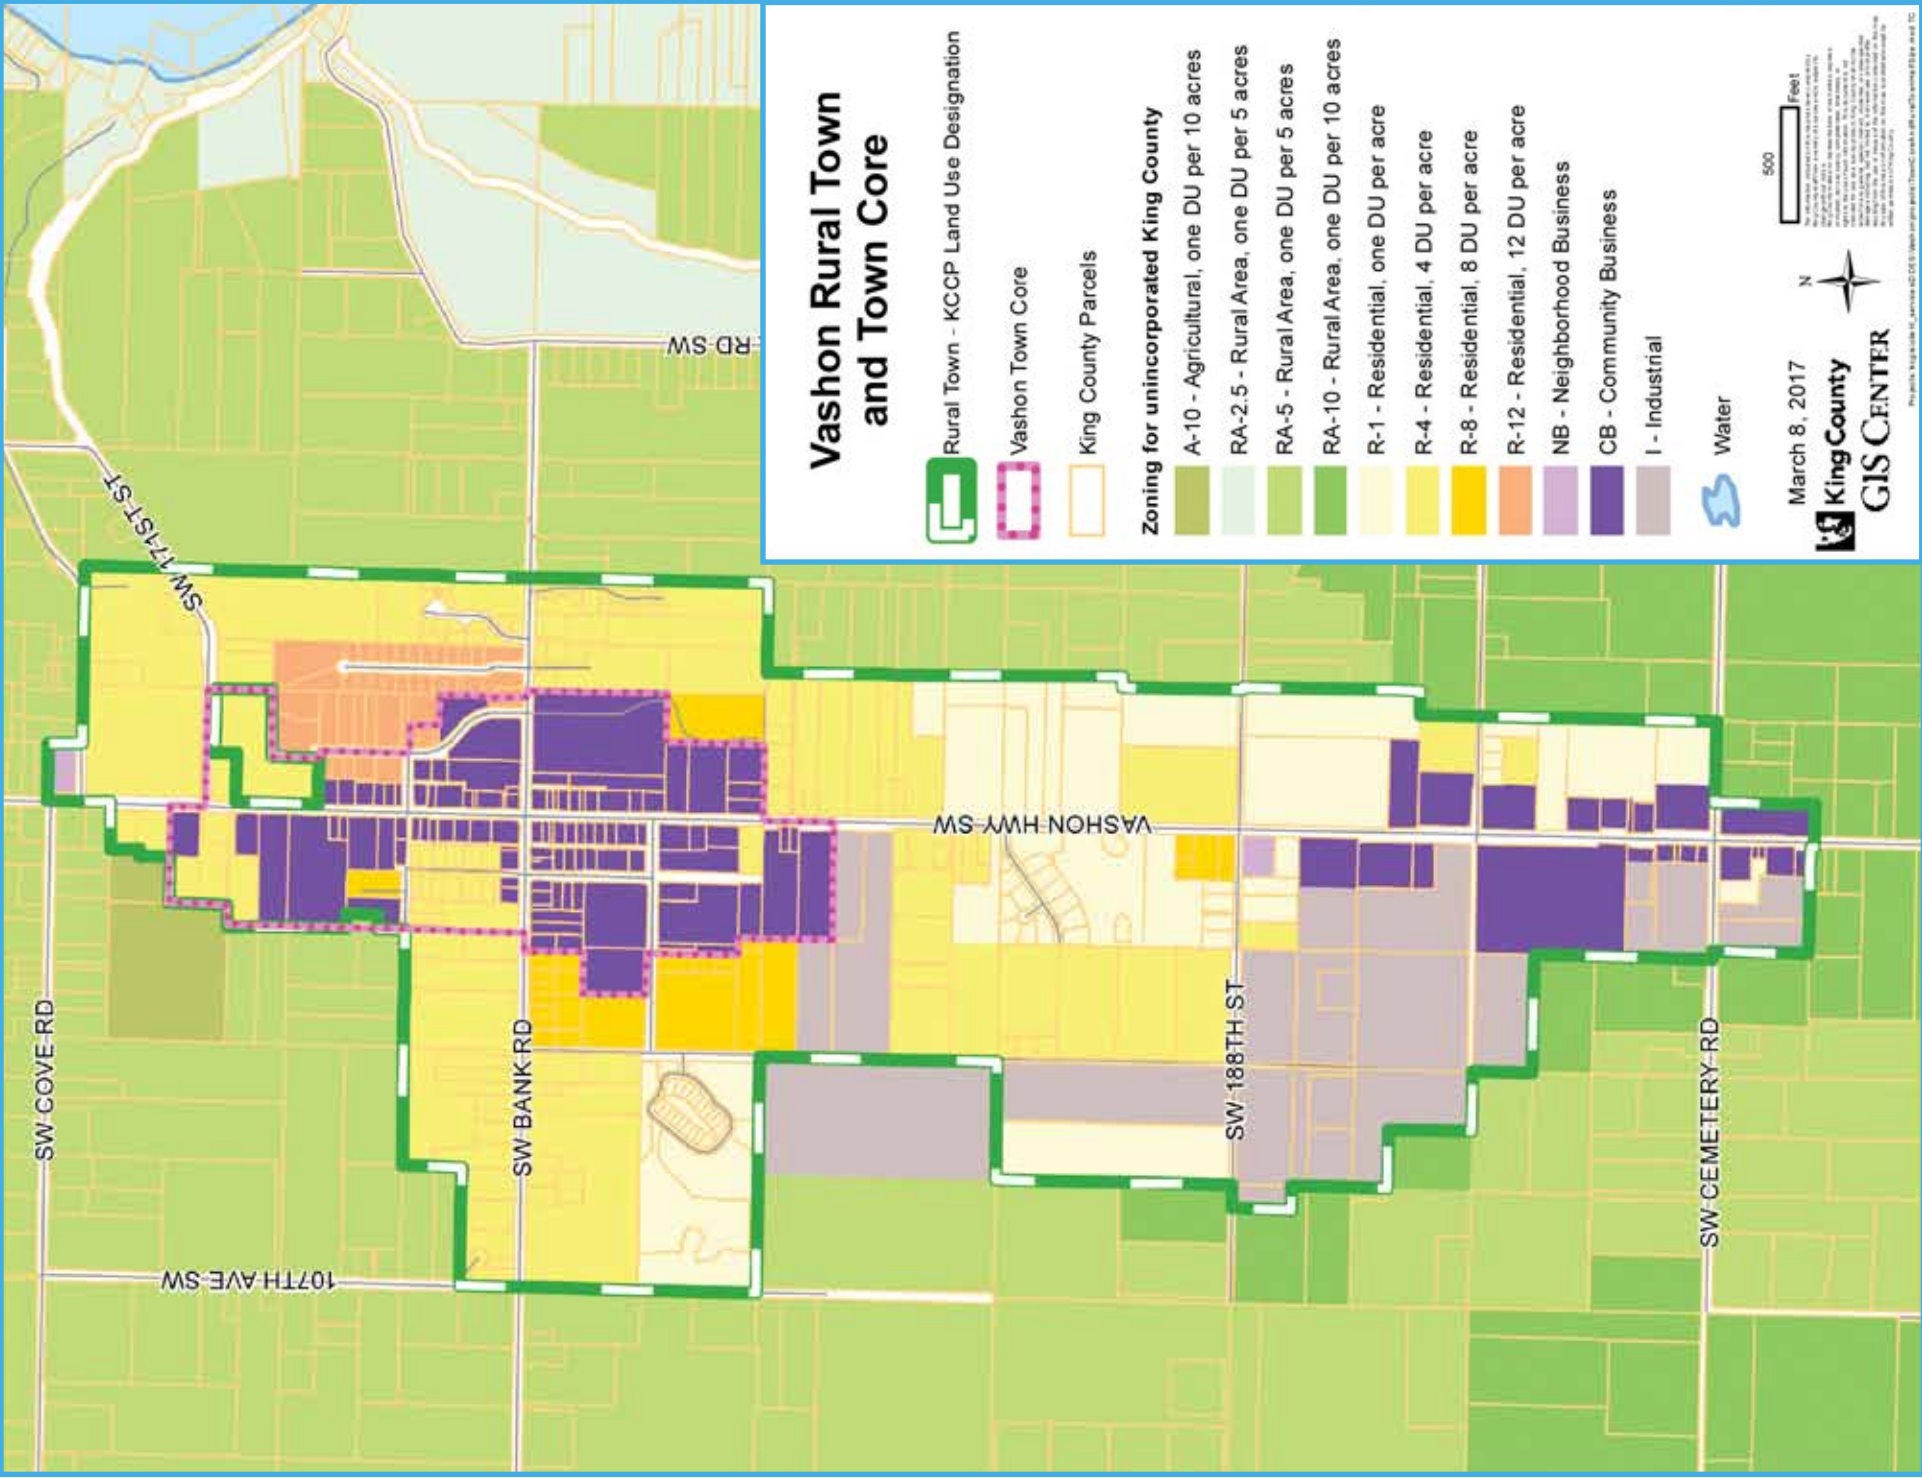 Vashon Rural Town
and Town Core
Rural Town - KCCP Land Use Designation
Vashon Town Core
King County Parcels
Zoning for unincorporated King County
A-10 - Agricultural, one DU per 10 acres
RA-2.5 - Rural Area, one DU per 5 acres
RA-5 - Rural Area, one DU per 5 acres
RA-10 - Rural Area, one DU per 10 acres
R-1 - Residential, one DU per acre
R-4 - Residential, 4 DU per acre
R-8 - Residential, 8 DU per acre
R-12 - Residential, 12 DU per acre
NB - Neighborhood Business
CB - Community Business
I - Industrial
Water
March 8, 2017
King County
GIS CENTER
N
500
Feet
SW COVE RD
107TH AVE SW
SW 171ST ST
SW BANK RD
RD SW
VASHON HWY SW
SW 188TH ST
SW CEMETERY RD